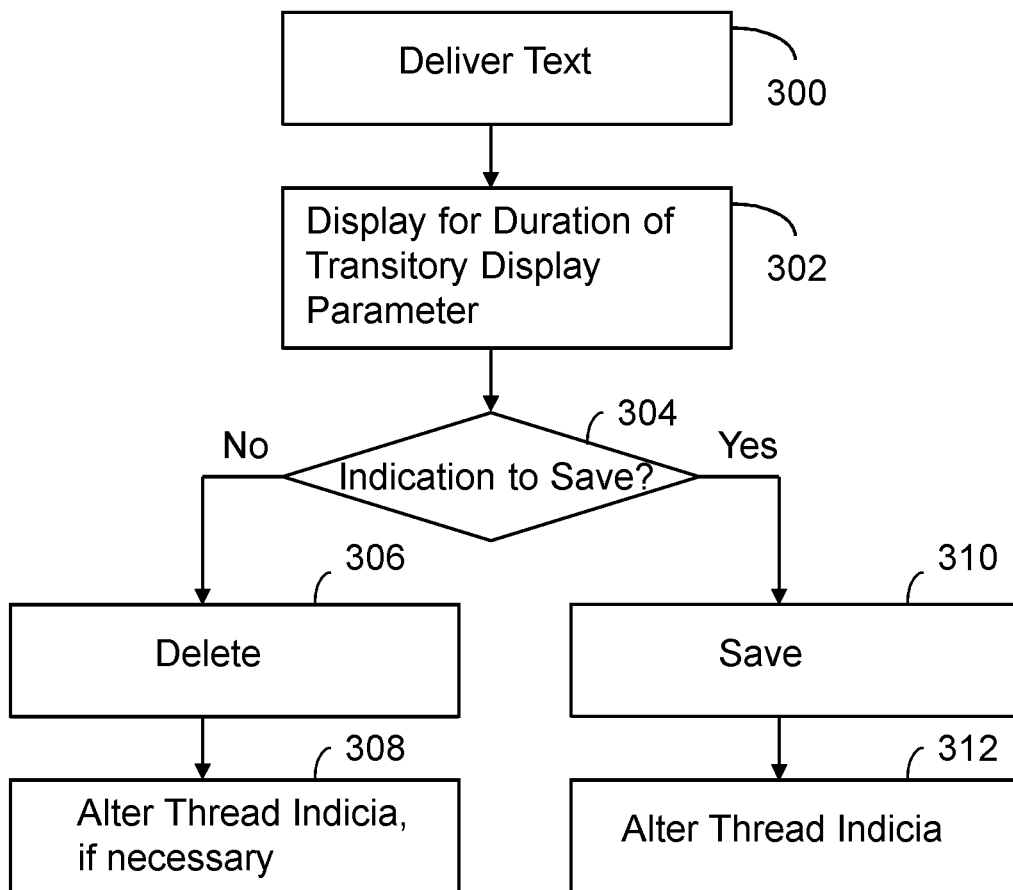 Deliver Text
300
Display for Duration of
Transitory Display
Parameter
302
304
No
Indication to Save?
Yes
306
Delete
310
Save
308
Alter Thread Indicia,
if necessary
312
Alter Thread Indicia